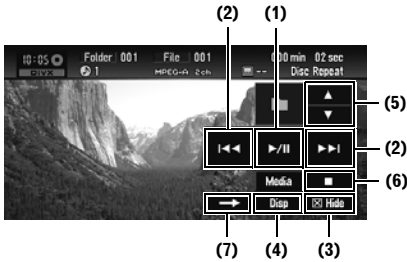 (2) (1)
10:05 Folder 001 File 001 000 min 02 sec
DIVX 1 MPEG-A 2ch -- Disc Repeat
(5)
(2)
Media
(6)
Disp Hide
(7) (4) (3)